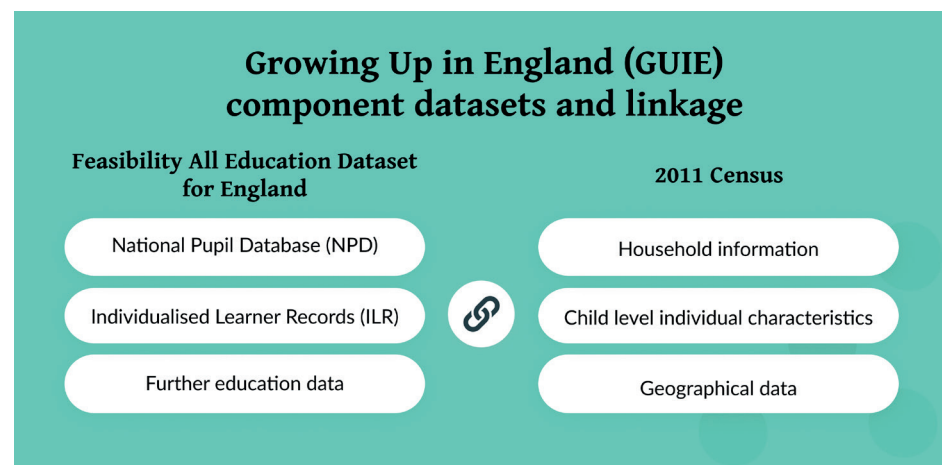 Growing Up in England (GUIE)
component datasets and linkage
Feasibility All Education Dataset
for England
National Pupil Database (NPD)
Individualised Learner Records (ILR)
Further education data
2011 Census
Household information
Child level individual characteristics
Geographical data